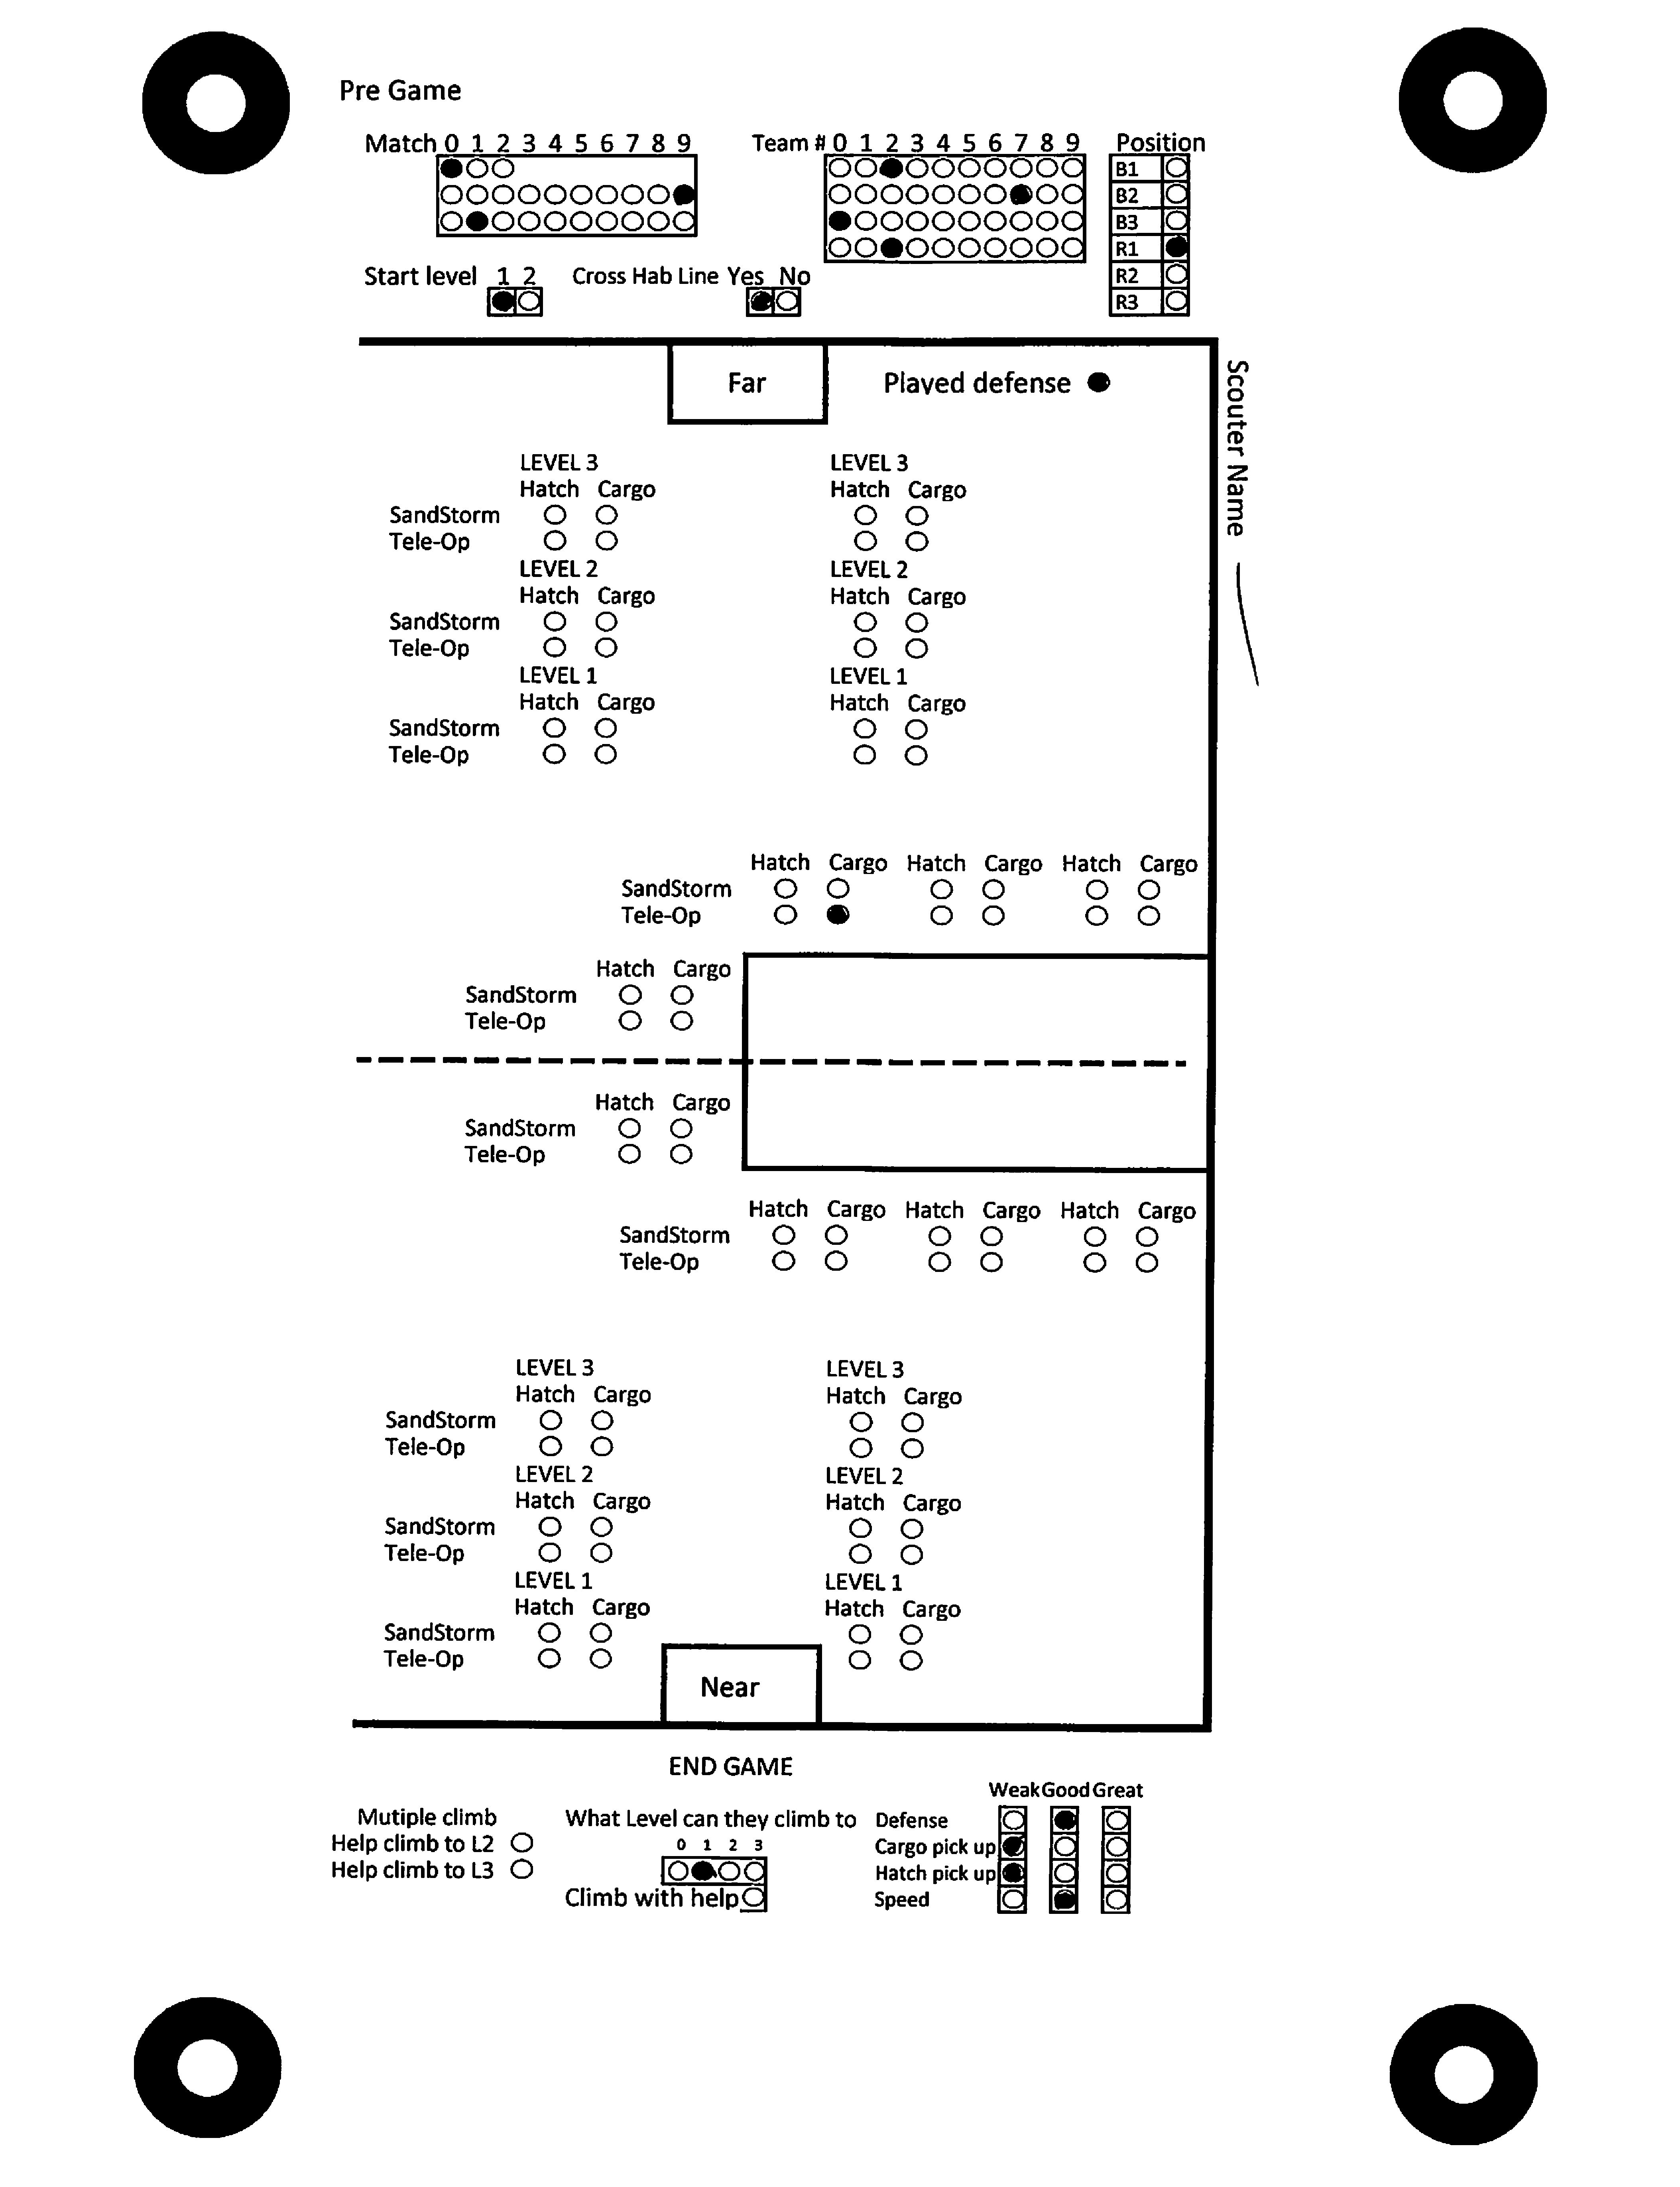 Pre Game
Match 0 1 2 3 4 5 6 7 8 9
Team # 0 1 2 3 4 5 6 7 8 9
Position
B1
B2
B3
R1
R2
R3
Start level 1 2
Cross Hab Line Yes No
Far
Played defense
Scouter Name
LEVEL 3 LEVEL 3
Hatch Cargo Hatch Cargo
SandStorm
Tele-Op
LEVEL 2 LEVEL 2
Hatch Cargo Hatch Cargo
SandStorm
Tele-Op
LEVEL 1 LEVEL 1
Hatch Cargo Hatch Cargo
SandStorm
Tele-Op
Hatch Cargo Hatch Cargo Hatch Cargo
SandStorm
Tele-Op
Hatch Cargo
SandStorm
Tele-Op
Hatch Cargo
SandStorm
Tele-Op
Hatch Cargo Hatch Cargo Hatch Cargo
SandStorm
Tele-Op
LEVEL 3 LEVEL 3
Hatch Cargo Hatch Cargo
SandStorm
Tele-Op
LEVEL 2 LEVEL 2
Hatch Cargo Hatch Cargo
SandStorm
Tele-Op
LEVEL 1 LEVEL 1
Hatch Cargo Hatch Cargo
SandStorm
Tele-Op
Near
END GAME
Mutiple climb
Help climb to L2
Help climb to L3
What Level can they climb to
0 1 2 3
Climb with help
Weak Good Great
Defense
Cargo pick up
Hatch pick up
Speed